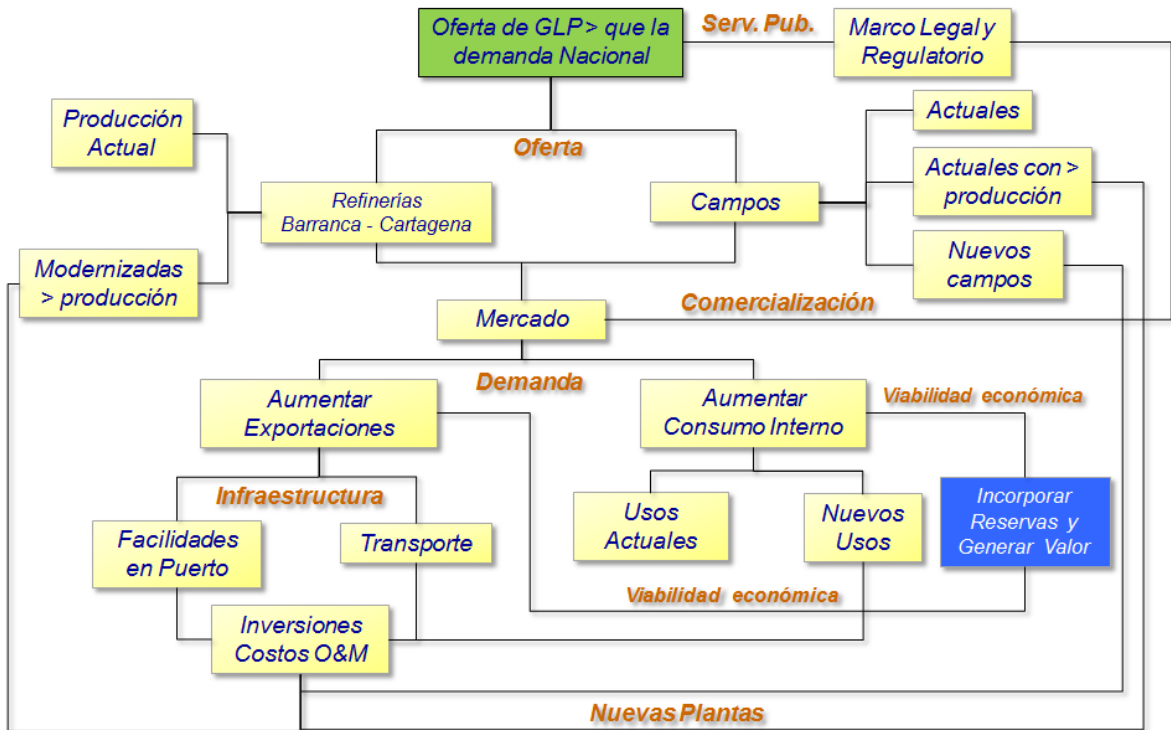 Oferta de GLP > que la
demanda Nacional
Serv. Pub.
Marco Legal y
Regulatorio
Producción
Actual
Oferta
Actuales
Refinerías
Barranca - Cartagena
Campos
Actuales con >
producción
Modernizadas
> producción
Nuevos
campos
Mercado
Comercialización
Demanda
Aumentar
Exportaciones
Aumentar
Consumo Interno
Viabilidad económica
Infraestructura
Facilidades
en Puerto
Transporte
Usos
Actuales
Nuevos
Usos
Incorporar
Reservas y
Generar Valor
Viabilidad económica
Inversiones
Costos O&M
Nuevas Plantas